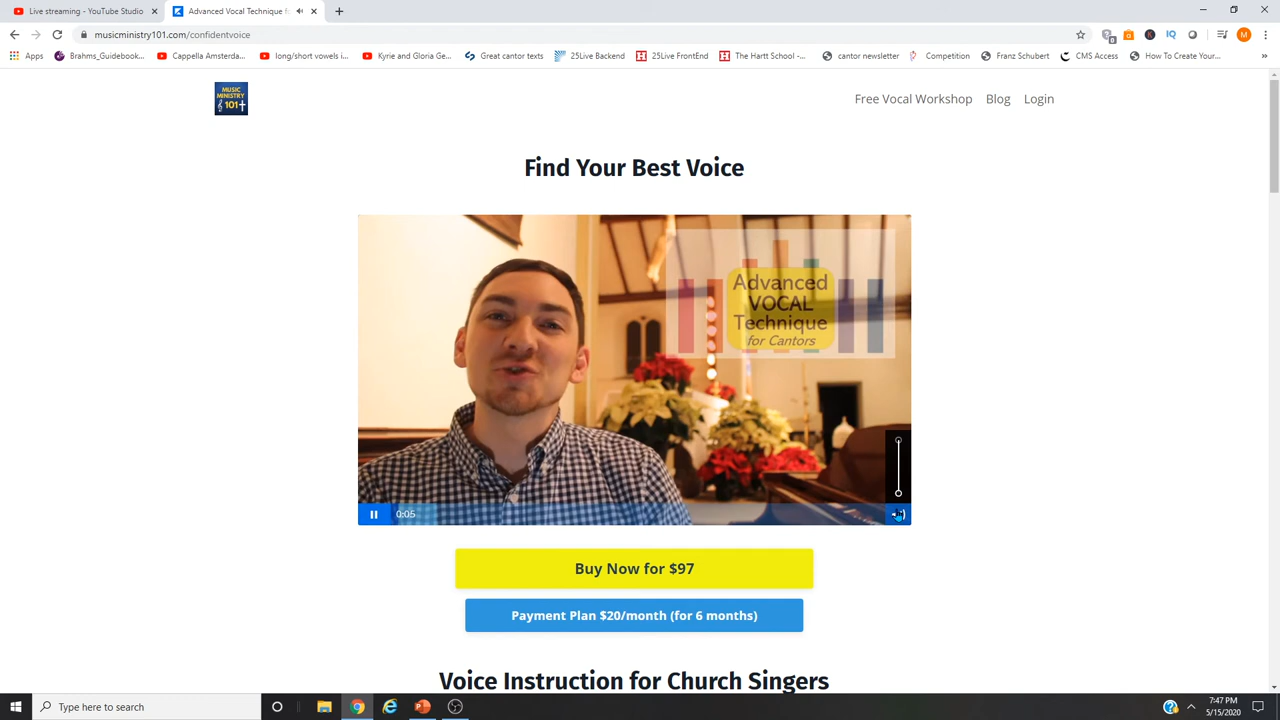 Live streaming - YouTube Studio
Advanced Vocal Technique fo
musicministry101.com/confidentvoice
Apps
Brahms_Guidebook...
Cappella Amsterda...
long/short vowels i...
Kyrie and Gloria Ge...
Great cantor texts
25Live Backend
25Live FrontEnd
The Hartt School -...
cantor newsletter
Competition
Franz Schubert
CMS Access
How To Create Your...
MUSIC
MINISTRY
101
Free Vocal Workshop
Blog
Login
Find Your Best Voice
Advanced
VOCAL
Technique
for Cantors
0:05
Buy Now for $97
Payment Plan $20/month (for 6 months)
Voice Instruction for Church Singers
Type here to search
7:47 PM
5/15/2020